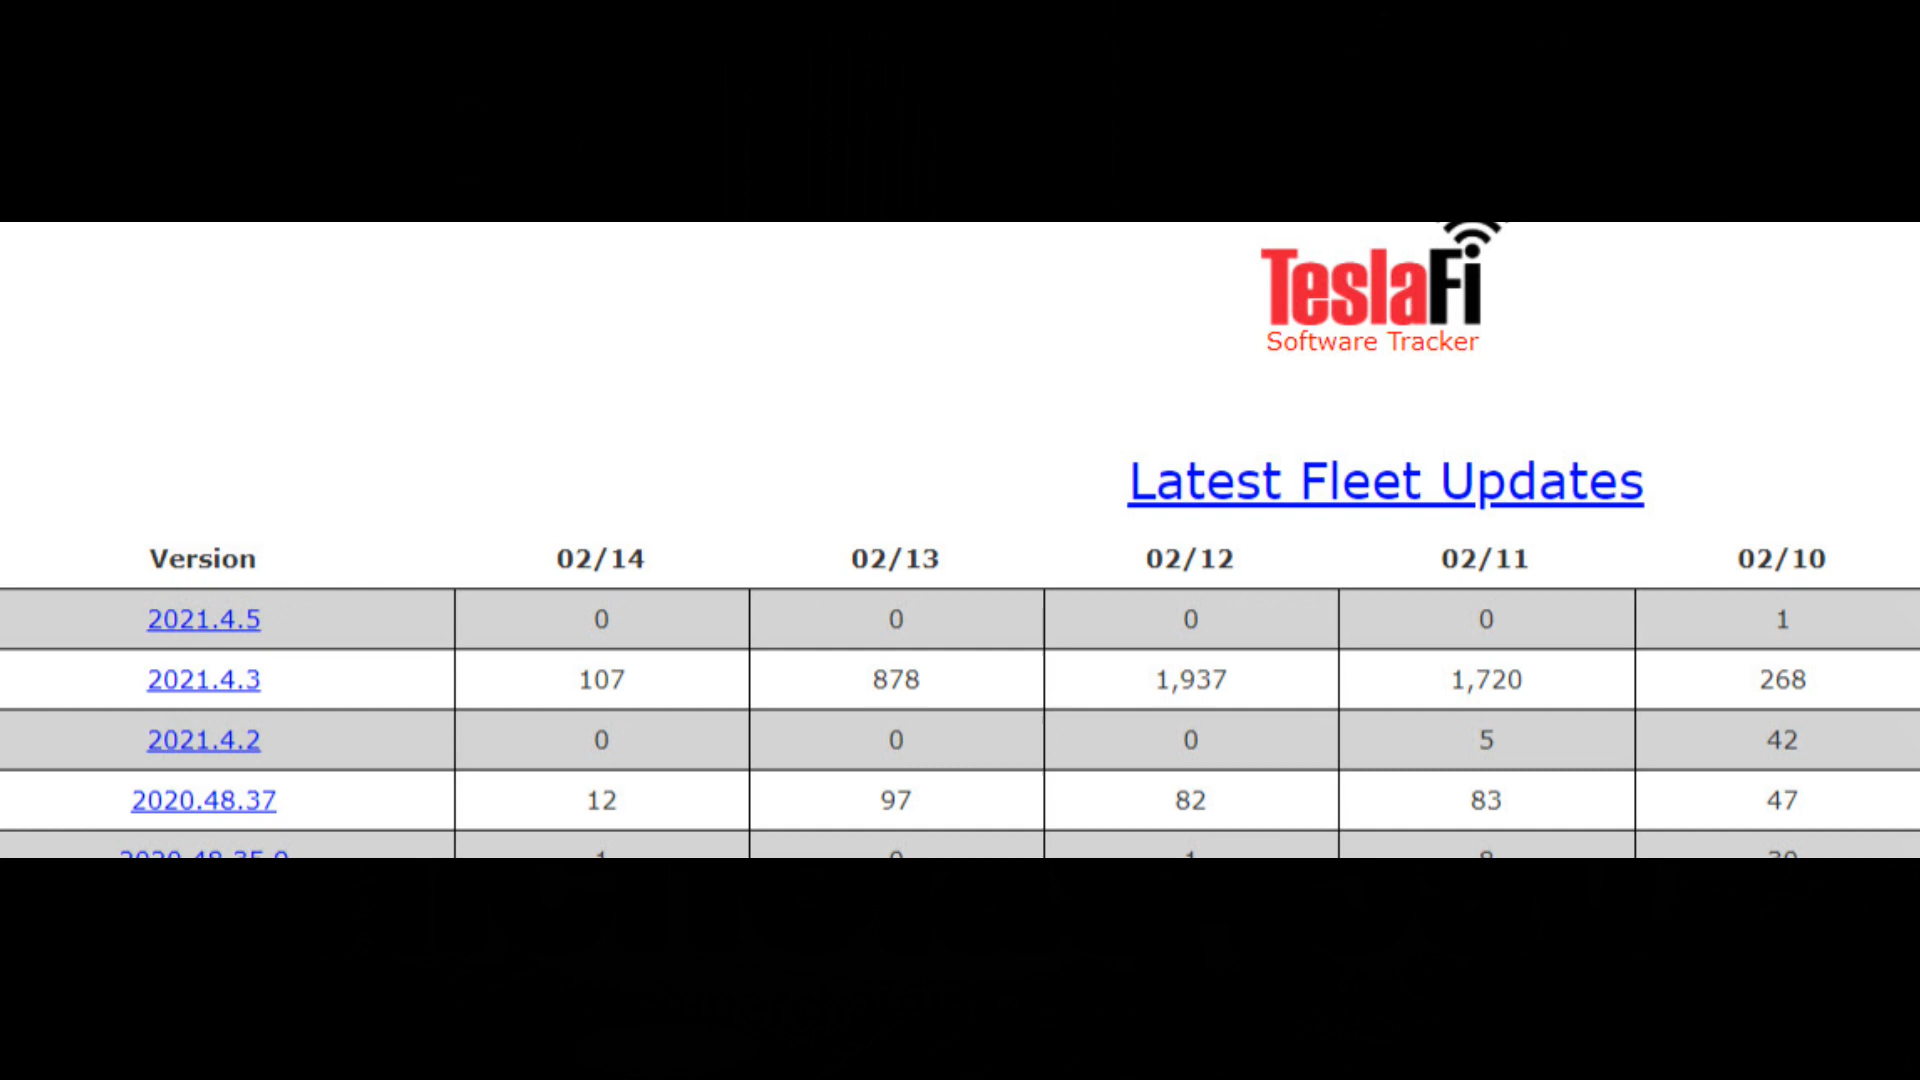 TeslaFi
Software Tracker
Latest Fleet Updates
Version 02/14 02/13 02/12 02/11 02/10
2021.4.5 0 0 0 0 1
2021.4.3 107 878 1,937 1,720 268
2021.4.2 0 0 0 5 42
2020.48.37 12 97 82 83 47